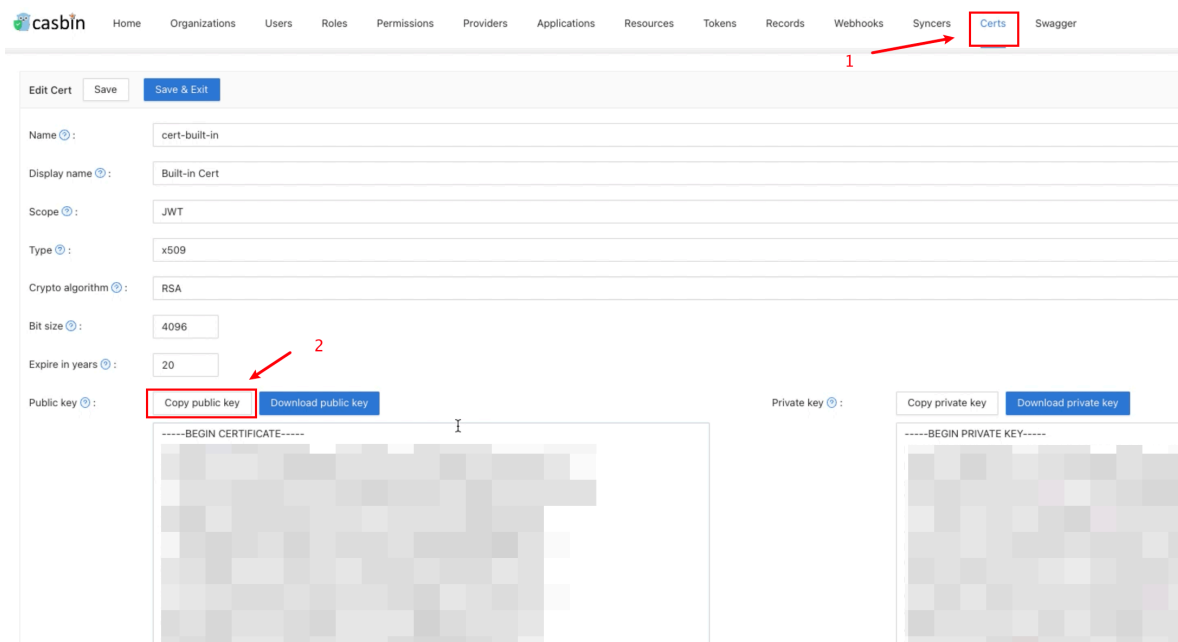 casbin Home Organizations Users Roles Permissions Providers Applications Resources Tokens Records Webhooks Syncers Certs Swagger
1
Edit Cert Save Save & Exit
Name ? : cert-built-in
Display name ? : Built-in Cert
Scope ? : JWT
Type ? : x509
Crypto algorithm ? : RSA
Bit size ? : 4096
2
Expire in years ? : 20
Public key ? : Copy public key Download public key Private key ? : Copy private key Download private key
-----BEGIN CERTIFICATE----- -----BEGIN PRIVATE KEY-----